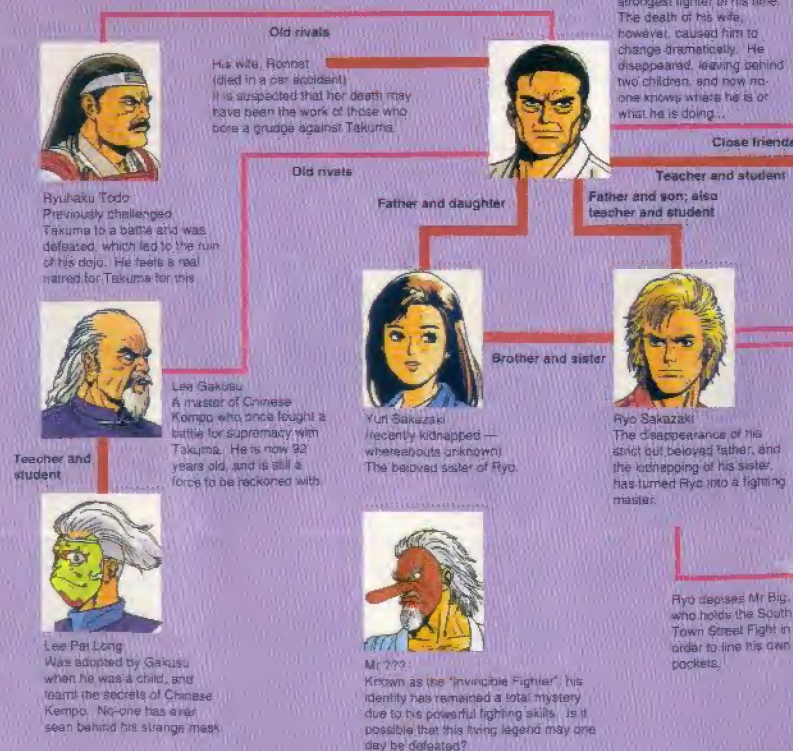 strongest fighter of his time.
The death of his wife,
however, caused him to
change dramatically. He
disappeared, leaving behind
two children, and now no-
one knows where he is or
what he is doing...
Old rivals
His wife, Ronnet
(died in a car accident)
It is suspected that her death may
have been the work of those who
bore a grudge against Takuma.
Close friends
Teacher and student
Old rivals
Father and daughter
Father and son; also
teacher and student
Ryuhaku Todo
Previously challenged
Takuma to a battle and was
defeated, which led to the ruin
of his dojo. He feels a real
hatred for Takuma for this.
Brother and sister
Lee Gakusu
A master of Chinese
Kempo who once fought a
battle for supremacy with
Takuma. He is now 92
years old, and is still a
force to be reckoned with.
Yuri Sakazaki
(recently kidnapped —
whereabouts unknown)
The beloved sister of Ryo.
Ryo Sakazaki
The disappearance of his
strict but beloved father, and
the kidnapping of his sister,
has turned Ryo into a fighting
master.
Teacher and
student
Lee Pai Long
Was adopted by Gakusu
when he was a child, and
learnt the secrets of Chinese
Kempo. No-one has ever
seen behind his strange mask.
Mr ???
Known as the "Invincible Fighter", his
identity has remained a total mystery
due to his powerful fighting skills. Is it
possible that this living legend may one
day be defeated?
Ryo depises Mr Big,
who holds the South
Town Street Fight in
order to line his own
pockets.